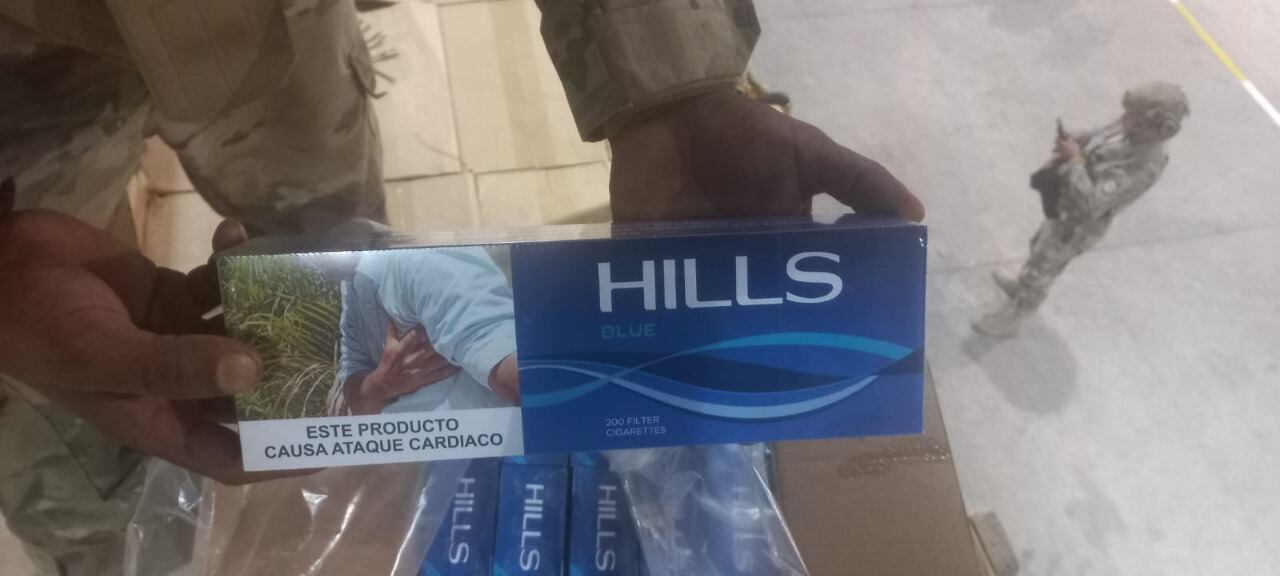 HILLS
BLUE
200 FILTER
CIGARETTES
ESTE PRODUCTO
CAUSA ATAQUE CARDIACO
HILLS
HILLS
HILLS